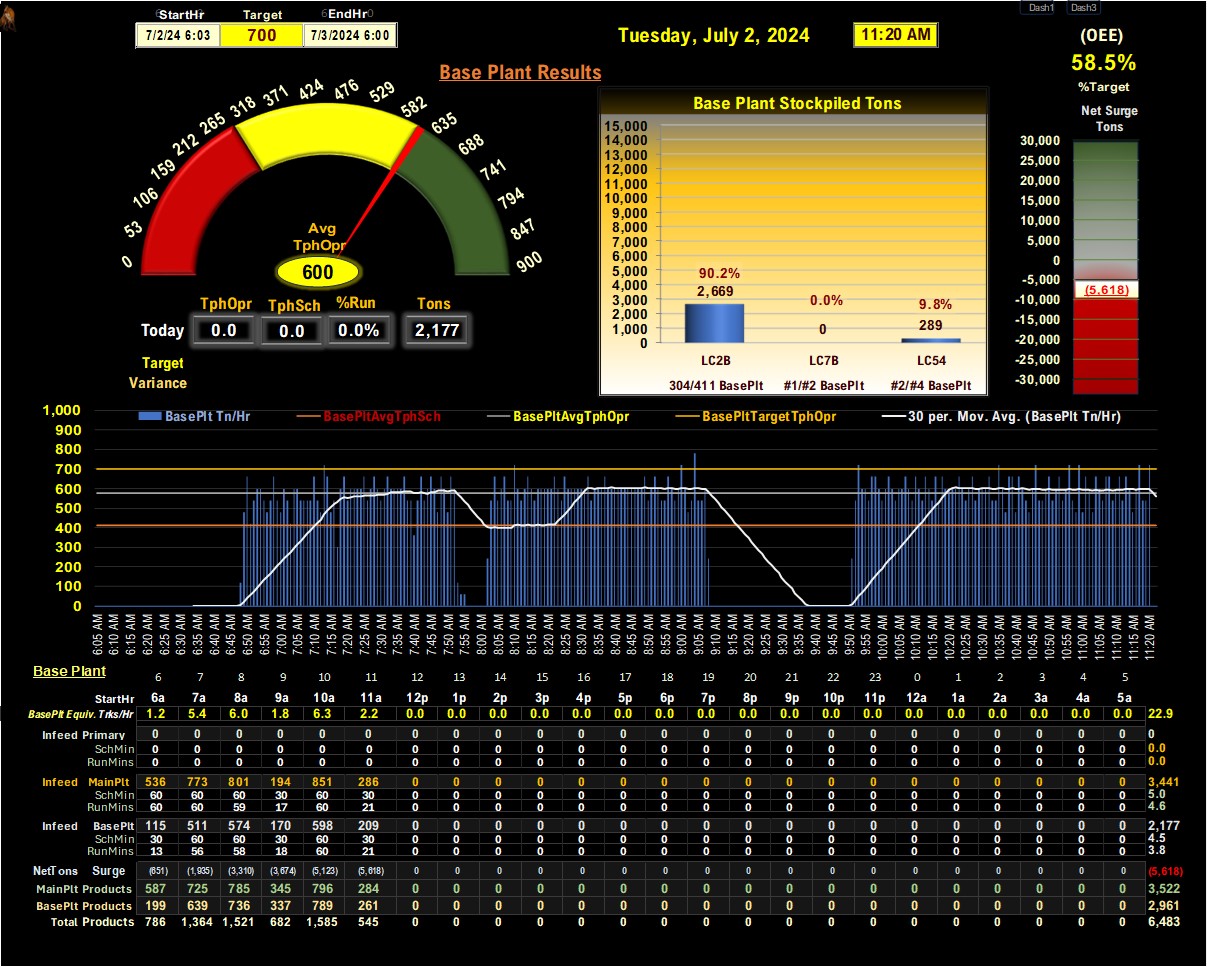 Dash1 Dash3
StartHr Target EndHr
7/2/24 6:03 700 7/3/2024 6:00
Tuesday, July 2, 2024 11:20 AM
(OEE)
58.5%
%Target
Net Surge
Tons
Base Plant Results
0 53 106 159 212 265 318 371 424 476 529 582 635 688 741 794 847 900
Avg
TphOpr
600
TphOpr TphSch %Run Tons
Today 0.0 0.0 0.0% 2,177
Target
Variance
Base Plant Stockpiled Tons
15,000
14,000
13,000
12,000
11,000
10,000
9,000
8,000
7,000
6,000
5,000
4,000
3,000
2,000
1,000
0
90.2%
2,669
0.0%
0
9.8%
289
LC2B LC7B LC54
304/411 BasePlt #1/#2 BasePlt #2/#4 BasePlt
30,000
25,000
20,000
15,000
10,000
5,000
0
-5,000
(5,618)
-10,000
-15,000
-20,000
-25,000
-30,000
BasePlt Tn/Hr BasePltAvgTphSch BasePltAvgTphOpr BasePltTargetTphOpr 30 per. Mov. Avg. (BasePlt Tn/Hr)
1,000
900
800
700
600
500
400
300
200
100
0
6:05 AM 6:10 AM 6:15 AM 6:20 AM 6:25 AM 6:30 AM 6:35 AM 6:40 AM 6:45 AM 6:50 AM 6:55 AM 7:00 AM 7:05 AM 7:10 AM 7:15 AM 7:20 AM 7:25 AM 7:30 AM 7:35 AM 7:40 AM 7:45 AM 7:50 AM 7:55 AM 8:00 AM 8:05 AM 8:10 AM 8:15 AM 8:20 AM 8:25 AM 8:30 AM 8:35 AM 8:40 AM 8:45 AM 8:50 AM 8:55 AM 9:00 AM 9:05 AM 9:10 AM 9:15 AM 9:20 AM 9:25 AM 9:30 AM 9:35 AM 9:40 AM 9:45 AM 9:50 AM 9:55 AM 10:00 AM 10:05 AM 10:10 AM 10:15 AM 10:20 AM 10:25 AM 10:30 AM 10:35 AM 10:40 AM 10:45 AM 10:50 AM 10:55 AM 11:00 AM 11:05 AM 11:10 AM 11:15 AM 11:20 AM
Base Plant 6 7 8 9 10 11 12 13 14 15 16 17 18 19 20 21 22 23 0 1 2 3 4 5
StartHr 6a 7a 8a 9a 10a 11a 12p 1p 2p 3p 4p 5p 6p 7p 8p 9p 10p 11p 12a 1a 2a 3a 4a 5a
BasePlt Equiv. Trks/Hr 1.2 5.4 6.0 1.8 6.3 2.2 0.0 0.0 0.0 0.0 0.0 0.0 0.0 0.0 0.0 0.0 0.0 0.0 0.0 0.0 0.0 0.0 0.0 0.0 22.9
Infeed Primary 0 0 0 0 0 0 0 0 0 0 0 0 0 0 0 0 0 0 0 0 0 0 0 0 0
SchMin 0 0 0 0 0 0 0 0 0 0 0 0 0 0 0 0 0 0 0 0 0 0 0 0 0.0
RunMins 0 0 0 0 0 0 0 0 0 0 0 0 0 0 0 0 0 0 0 0 0 0 0 0 0.0
Infeed MainPlt 536 773 801 194 851 286 0 0 0 0 0 0 0 0 0 0 0 0 0 0 0 0 0 0 3,441
SchMin 60 60 60 30 60 30 0 0 0 0 0 0 0 0 0 0 0 0 0 0 0 0 0 0 5.0
RunMins 60 60 59 17 60 21 0 0 0 0 0 0 0 0 0 0 0 0 0 0 0 0 0 0 4.6
Infeed BasePlt 115 511 574 170 598 209 0 0 0 0 0 0 0 0 0 0 0 0 0 0 0 0 0 0 2,177
SchMin 30 60 60 30 60 30 0 0 0 0 0 0 0 0 0 0 0 0 0 0 0 0 0 0 4.5
RunMins 13 56 58 18 60 21 0 0 0 0 0 0 0 0 0 0 0 0 0 0 0 0 0 0 3.8
NetTons Surge (651) (1,935) (3,310) (3,674) (5,123) (5,618) 0 0 0 0 0 0 0 0 0 0 0 0 0 0 0 0 0 0 (5,618)
MainPlt Products 587 725 785 345 796 284 0 0 0 0 0 0 0 0 0 0 0 0 0 0 0 0 0 0 3,522
BasePlt Products 199 639 736 337 789 261 0 0 0 0 0 0 0 0 0 0 0 0 0 0 0 0 0 0 2,961
Total Products 786 1,364 1,521 682 1,585 545 0 0 0 0 0 0 0 0 0 0 0 0 0 0 0 0 0 0 6,483